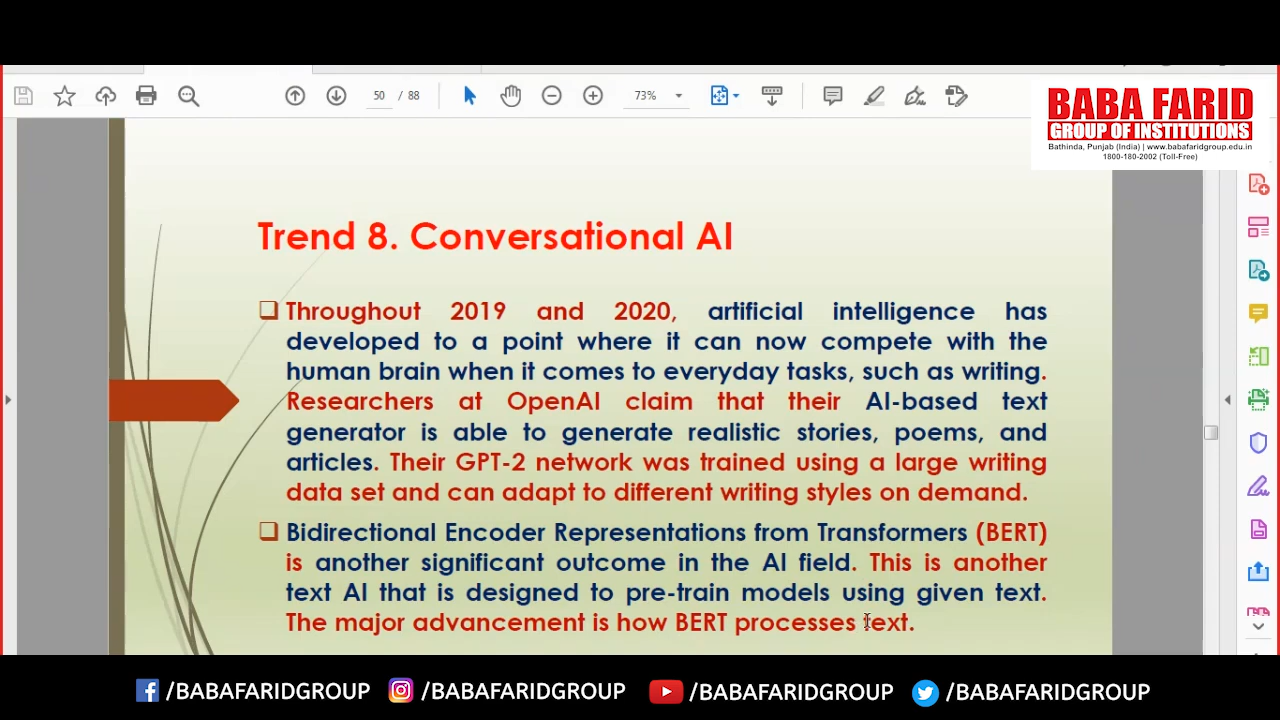 50 / 88
73%
BABA FARID
GROUP OF INSTITUTIONS
Bathinda, Punjab (India) | www.babafaridgroup.edu.in
1800-180-2002 (Toll-Free)
Trend 8. Conversational AI
Throughout 2019 and 2020, artificial intelligence has
developed to a point where it can now compete with the
human brain when it comes to everyday tasks, such as writing.
Researchers at OpenAI claim that their AI-based text
generator is able to generate realistic stories, poems, and
articles. Their GPT-2 network was trained using a large writing
data set and can adapt to different writing styles on demand.
Bidirectional Encoder Representations from Transformers (BERT)
is another significant outcome in the AI field. This is another
text AI that is designed to pre-train models using given text.
The major advancement is how BERT processes text.
/BABAFARIDGROUP /BABAFARIDGROUP /BABAFARIDGROUP /BABAFARIDGROUP